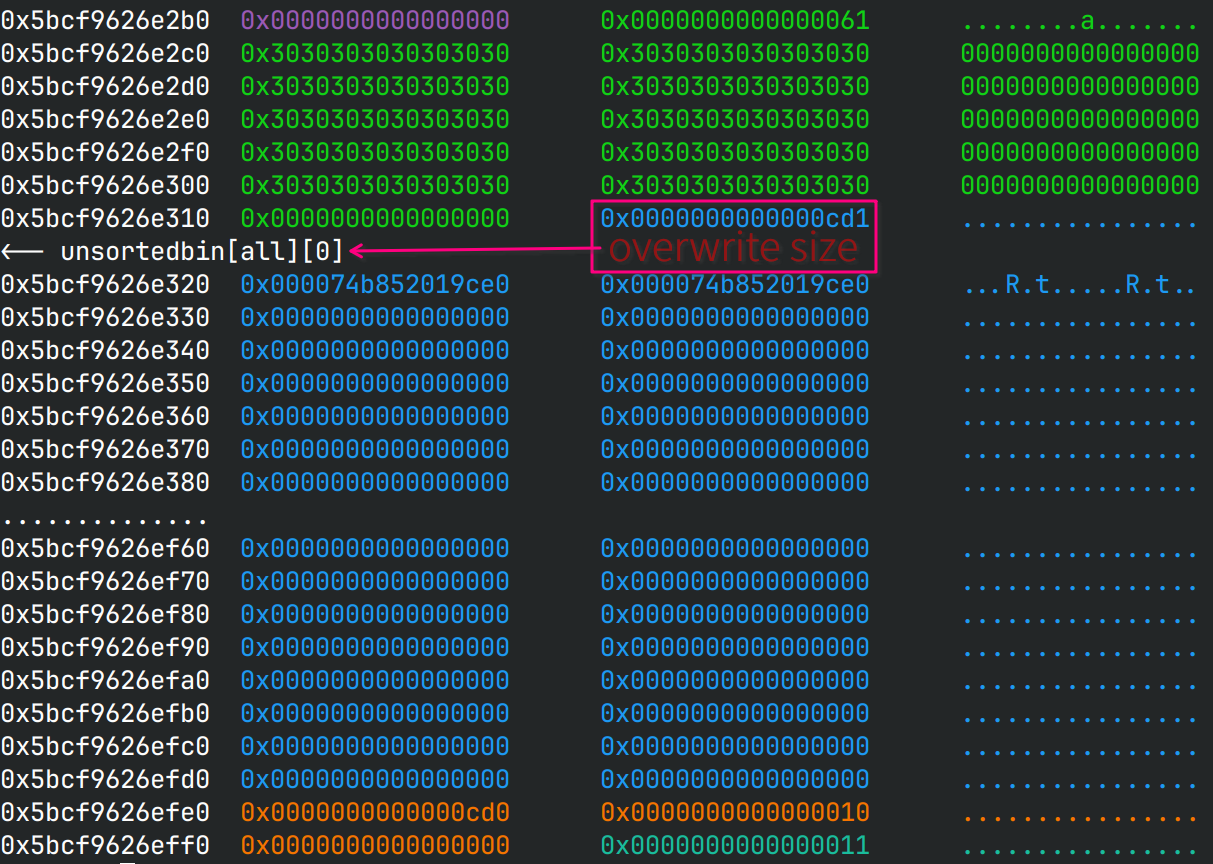 0x5bcf9626e2b0 0x0000000000000000 0x0000000000000061 ........a.......
0x5bcf9626e2c0 0x3030303030303030 0x3030303030303030 0000000000000000
0x5bcf9626e2d0 0x3030303030303030 0x3030303030303030 0000000000000000
0x5bcf9626e2e0 0x3030303030303030 0x3030303030303030 0000000000000000
0x5bcf9626e2f0 0x3030303030303030 0x3030303030303030 0000000000000000
0x5bcf9626e300 0x3030303030303030 0x3030303030303030 0000000000000000
0x5bcf9626e310 0x0000000000000000 0x0000000000000cd1 ................
<-- unsortedbin[all][0] overwrite size
0x5bcf9626e320 0x000074b852019ce0 0x000074b852019ce0 ...R.t.....R.t..
0x5bcf9626e330 0x0000000000000000 0x0000000000000000 ................
0x5bcf9626e340 0x0000000000000000 0x0000000000000000 ................
0x5bcf9626e350 0x0000000000000000 0x0000000000000000 ................
0x5bcf9626e360 0x0000000000000000 0x0000000000000000 ................
0x5bcf9626e370 0x0000000000000000 0x0000000000000000 ................
0x5bcf9626e380 0x0000000000000000 0x0000000000000000 ................
..............
0x5bcf9626ef60 0x0000000000000000 0x0000000000000000 ................
0x5bcf9626ef70 0x0000000000000000 0x0000000000000000 ................
0x5bcf9626ef80 0x0000000000000000 0x0000000000000000 ................
0x5bcf9626ef90 0x0000000000000000 0x0000000000000000 ................
0x5bcf9626efa0 0x0000000000000000 0x0000000000000000 ................
0x5bcf9626efb0 0x0000000000000000 0x0000000000000000 ................
0x5bcf9626efc0 0x0000000000000000 0x0000000000000000 ................
0x5bcf9626efd0 0x0000000000000000 0x0000000000000000 ................
0x5bcf9626efe0 0x0000000000000cd0 0x0000000000000010 ................
0x5bcf9626eff0 0x0000000000000000 0x0000000000000011 ................